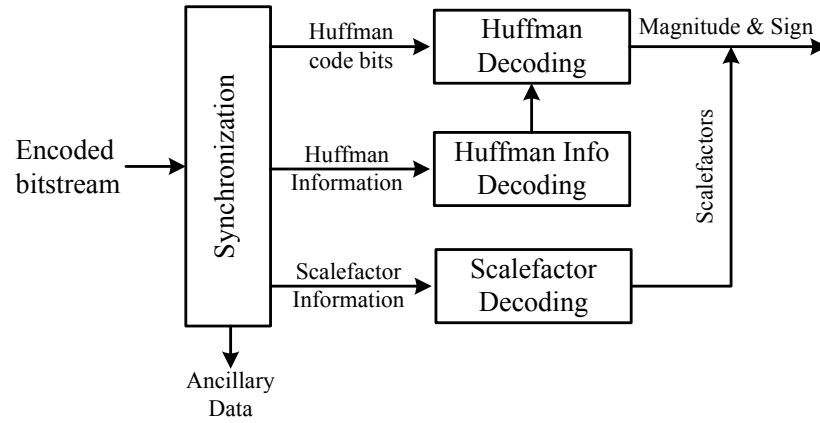 Encoded
bitstream
Synchronization
Ancillary
Data
Huffman
code bits
Huffman
Decoding
Magnitude & Sign
Huffman
Information
Huffman Info
Decoding
Scalefactor
Information
Scalefactor
Decoding
Scalefactors